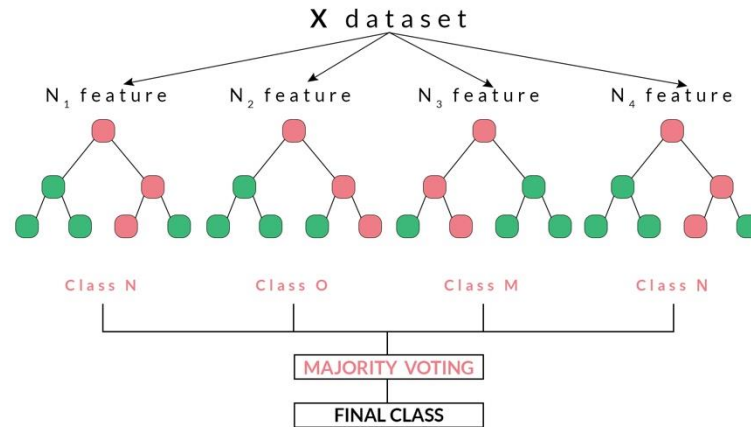 X dataset
N₁ feature N₂ feature N₃ feature N₄ feature
Class N Class O Class M Class N
MAJORITY VOTING
FINAL CLASS